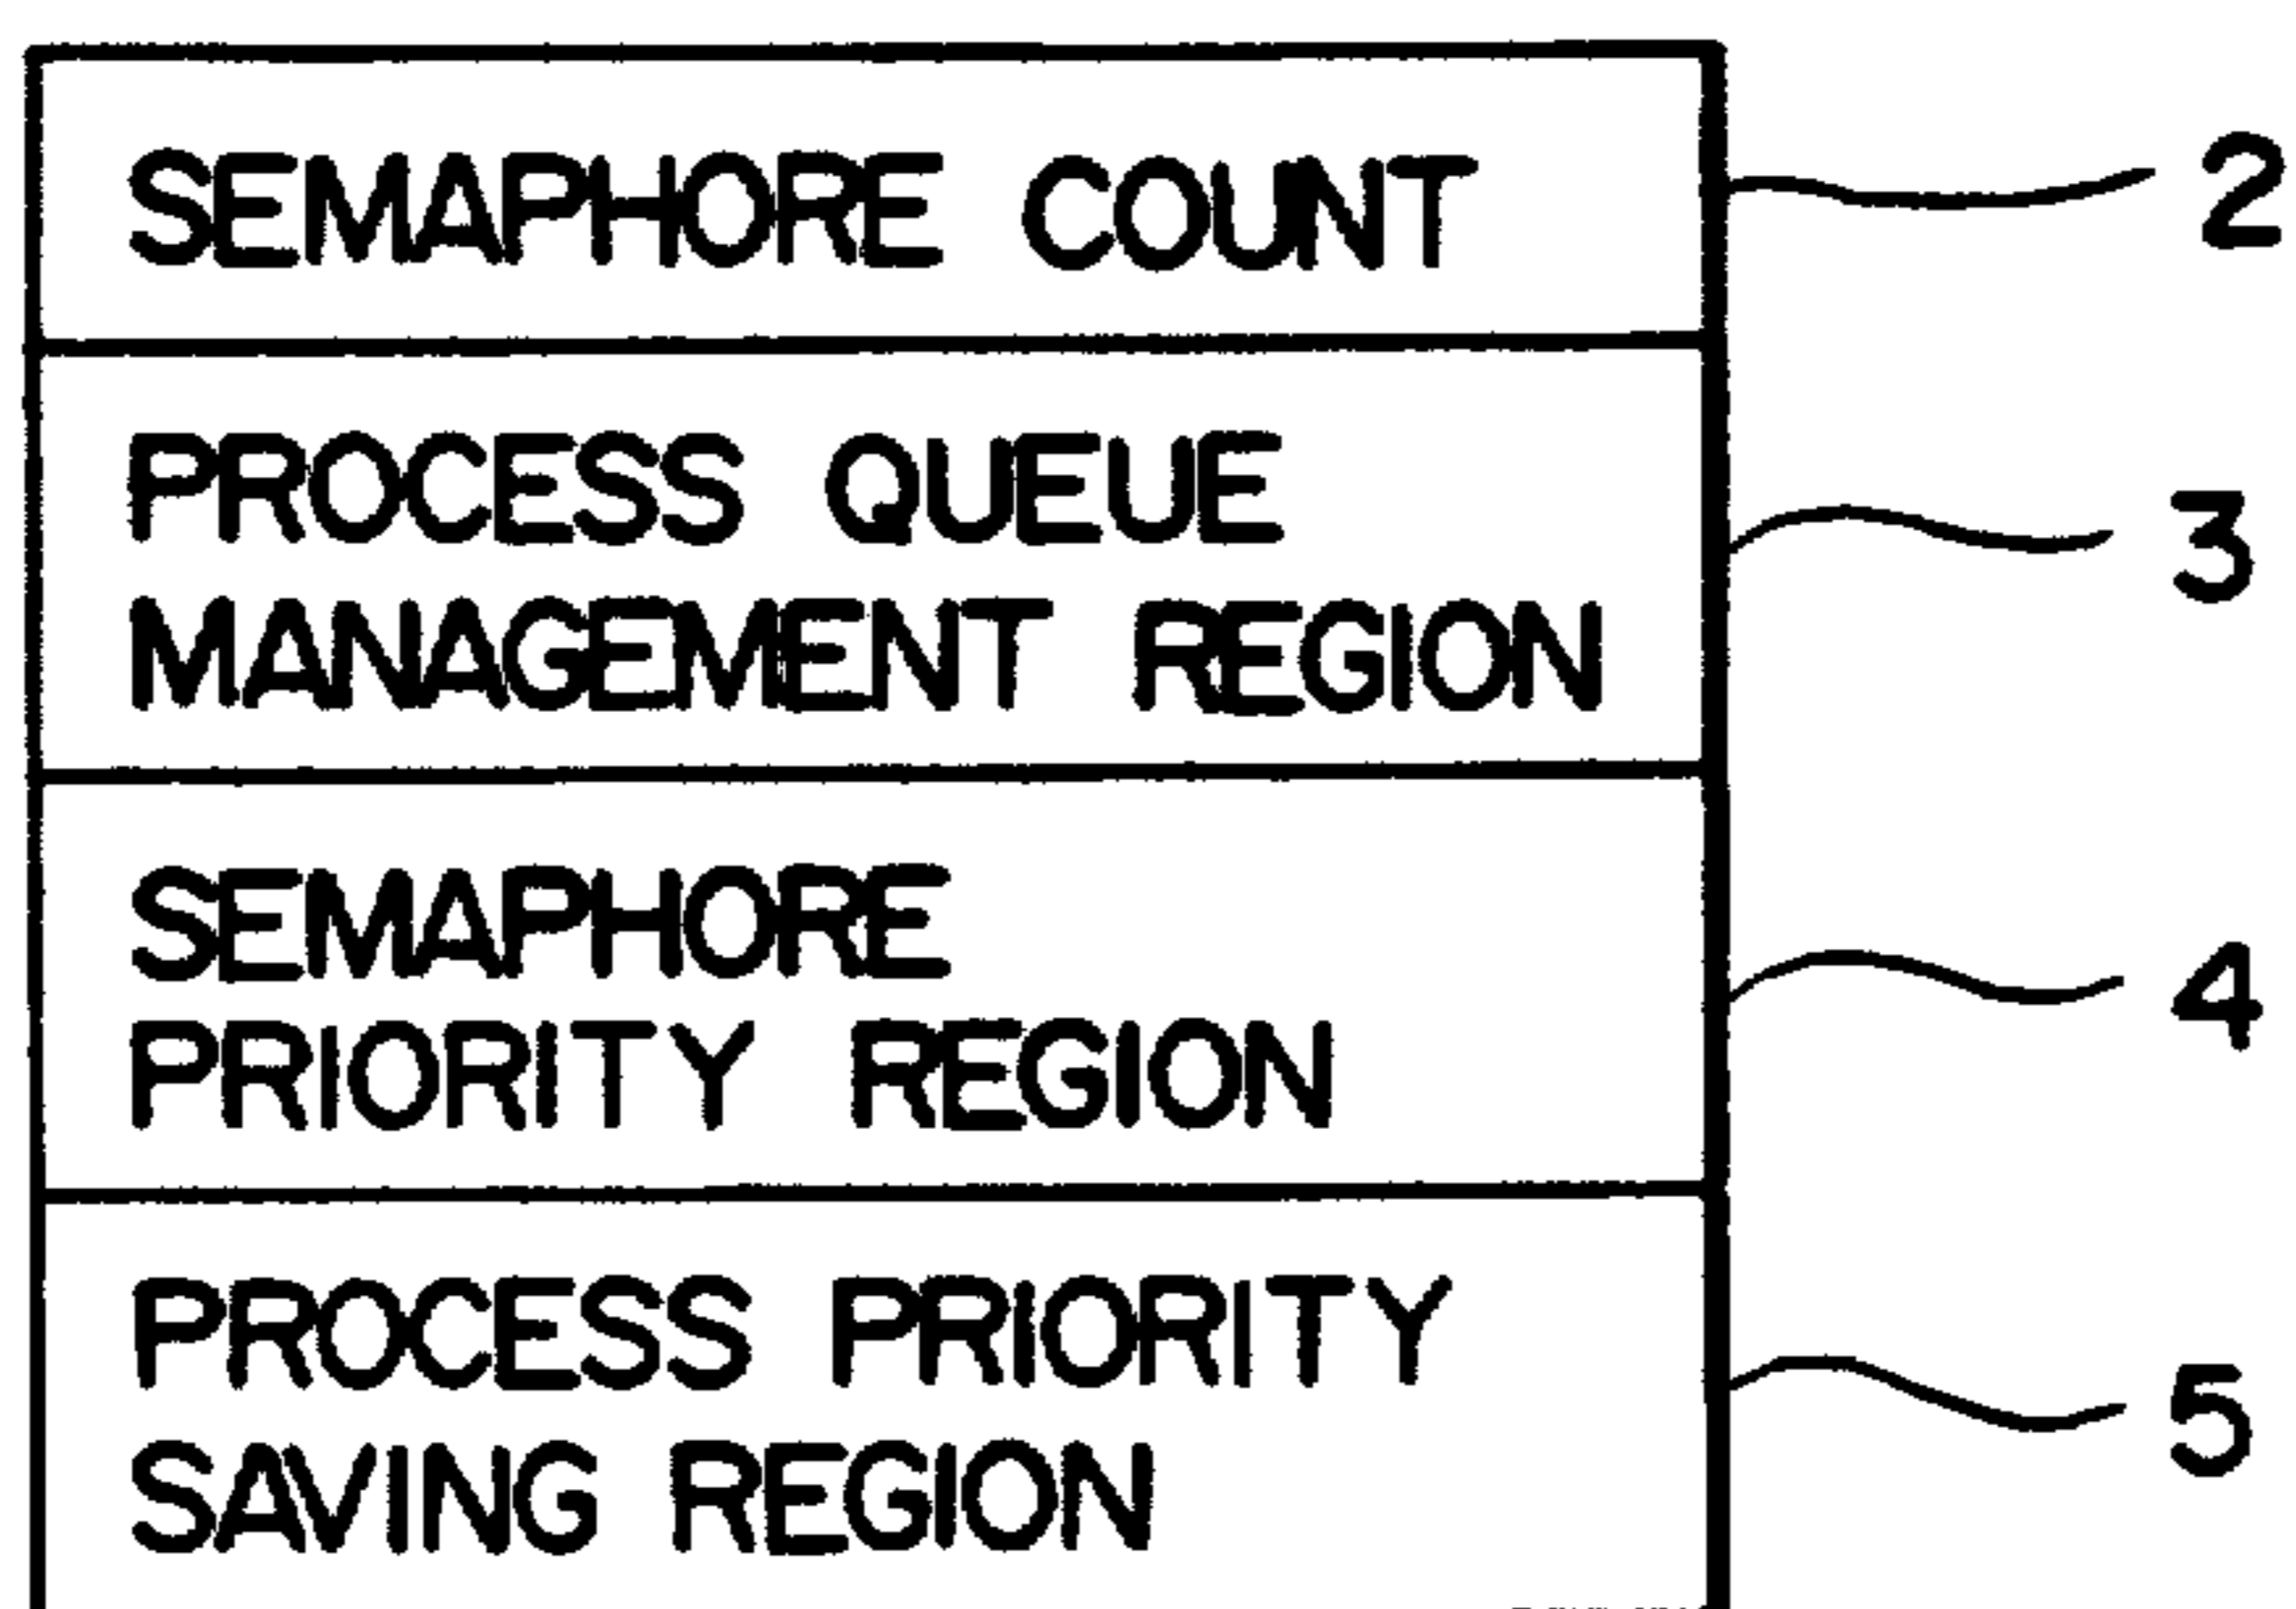 SEMAPHORE COUNT 2
PROCESS QUEUE
MANAGEMENT REGION 3
SEMAPHORE
PRIORITY REGION 4
PROCESS PRIORITY
SAVING REGION 5